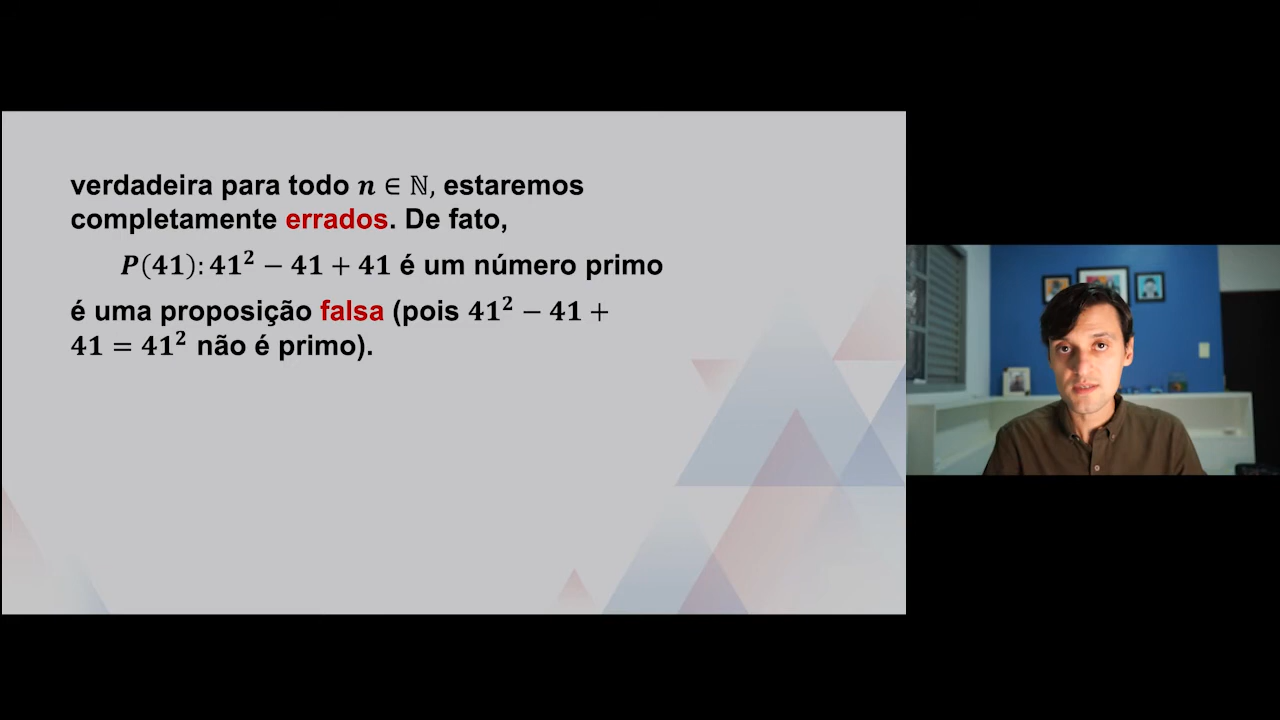 verdadeira para todo 𝒏 ∈ ℕ, estaremos
completamente errados. De fato,
𝑷(𝟒𝟏): 𝟒𝟏² − 𝟒𝟏 + 𝟒𝟏 é um número primo
é uma proposição falsa (pois 𝟒𝟏² − 𝟒𝟏 +
𝟒𝟏 = 𝟒𝟏² não é primo).